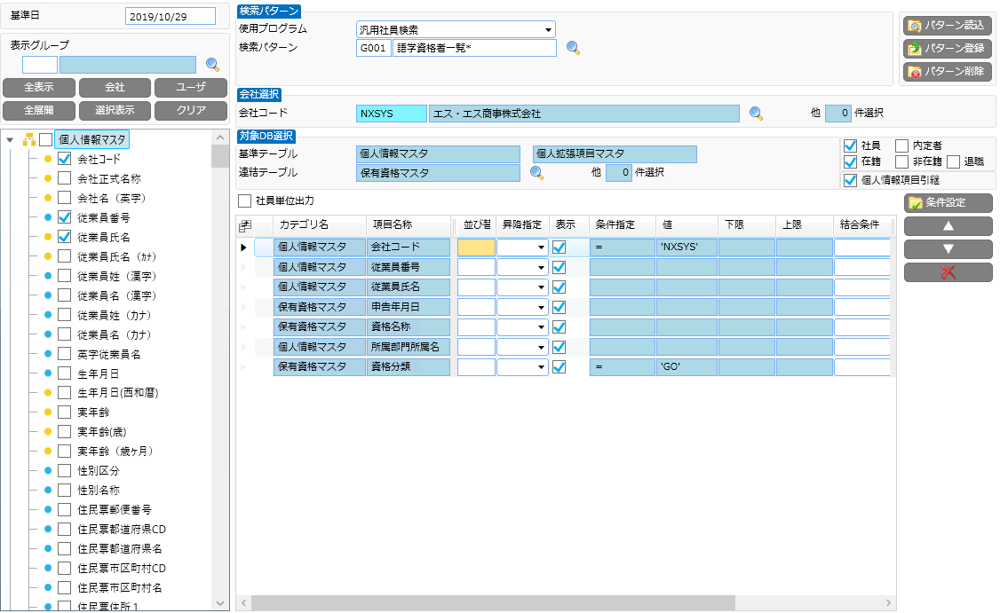 基準日
2019/10/29
表示グループ
全表示
会社
ユーザ
全展開
選択表示
クリア
個人情報マスタ
会社コード
会社正式名称
会社名（英字）
従業員番号
従業員氏名
従業員氏名（ｶﾅ）
従業員姓（漢字）
従業員名（漢字）
従業員姓（カナ）
従業員名（カナ）
英字従業員名
生年月日
生年月日(西和暦)
実年齢
実年齢(歳)
実年齢（歳ヶ月）
性別区分
性別名称
住民票郵便番号
住民票都道府県CD
住民票都道府県名
住民票市区町村CD
住民票市区町村名
住民票住所１
検索パターン
使用プログラム
汎用社員検索
検索パターン
G001
語学資格者一覧*
パターン読込
パターン登録
パターン削除
会社選択
会社コード
NXSYS
エス・エス商事株式会社
他 0 件選択
対象DB選択
基準テーブル
個人情報マスタ
個人拡張項目マスタ
連結テーブル
保有資格マスタ
他 0 件選択
社員
内定者
在籍
非在籍
退職
個人情報項目引継
社員単位出力
条件設定
カテゴリ名 項目名称 並び替 昇降指定 表示 条件指定 値 下限 上限 結合条件
個人情報マスタ 会社コード = 'NXSYS'
個人情報マスタ 従業員番号
個人情報マスタ 従業員氏名
保有資格マスタ 申告年月日
保有資格マスタ 資格名称
個人情報マスタ 所属部門所属名
保有資格マスタ 資格分類 = 'GO'